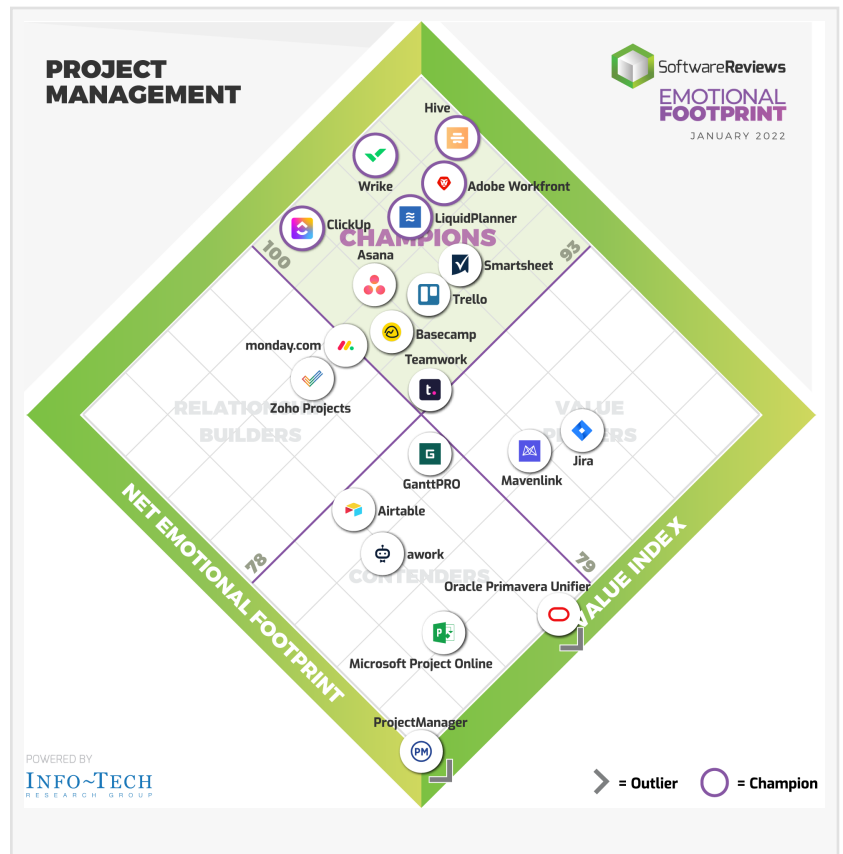 PROJECT
MANAGEMENT
SoftwareReviews
EMOTIONAL
FOOTPRINT
JANUARY 2022
Hive
Wrike
Adobe Workfront
ClickUp
LiquidPlanner
CHAMPIONS
100
93
Asana
Smartsheet
Trello
Basecamp
monday.com
Teamwork
t.
Zoho Projects
RELATIONSHIP
BUILDERS
VALUE
Jira
G
GanttPRO
Mavenlink
Airtable
awork
78
79
CONTENDERS
Oracle Primavera Unifier
NET EMOTIONAL FOOTPRINT
VALUE INDEX
P
Microsoft Project Online
ProjectManager
PM
POWERED BY
INFO~TECH
RESEARCH GROUP
= Outlier
= Champion